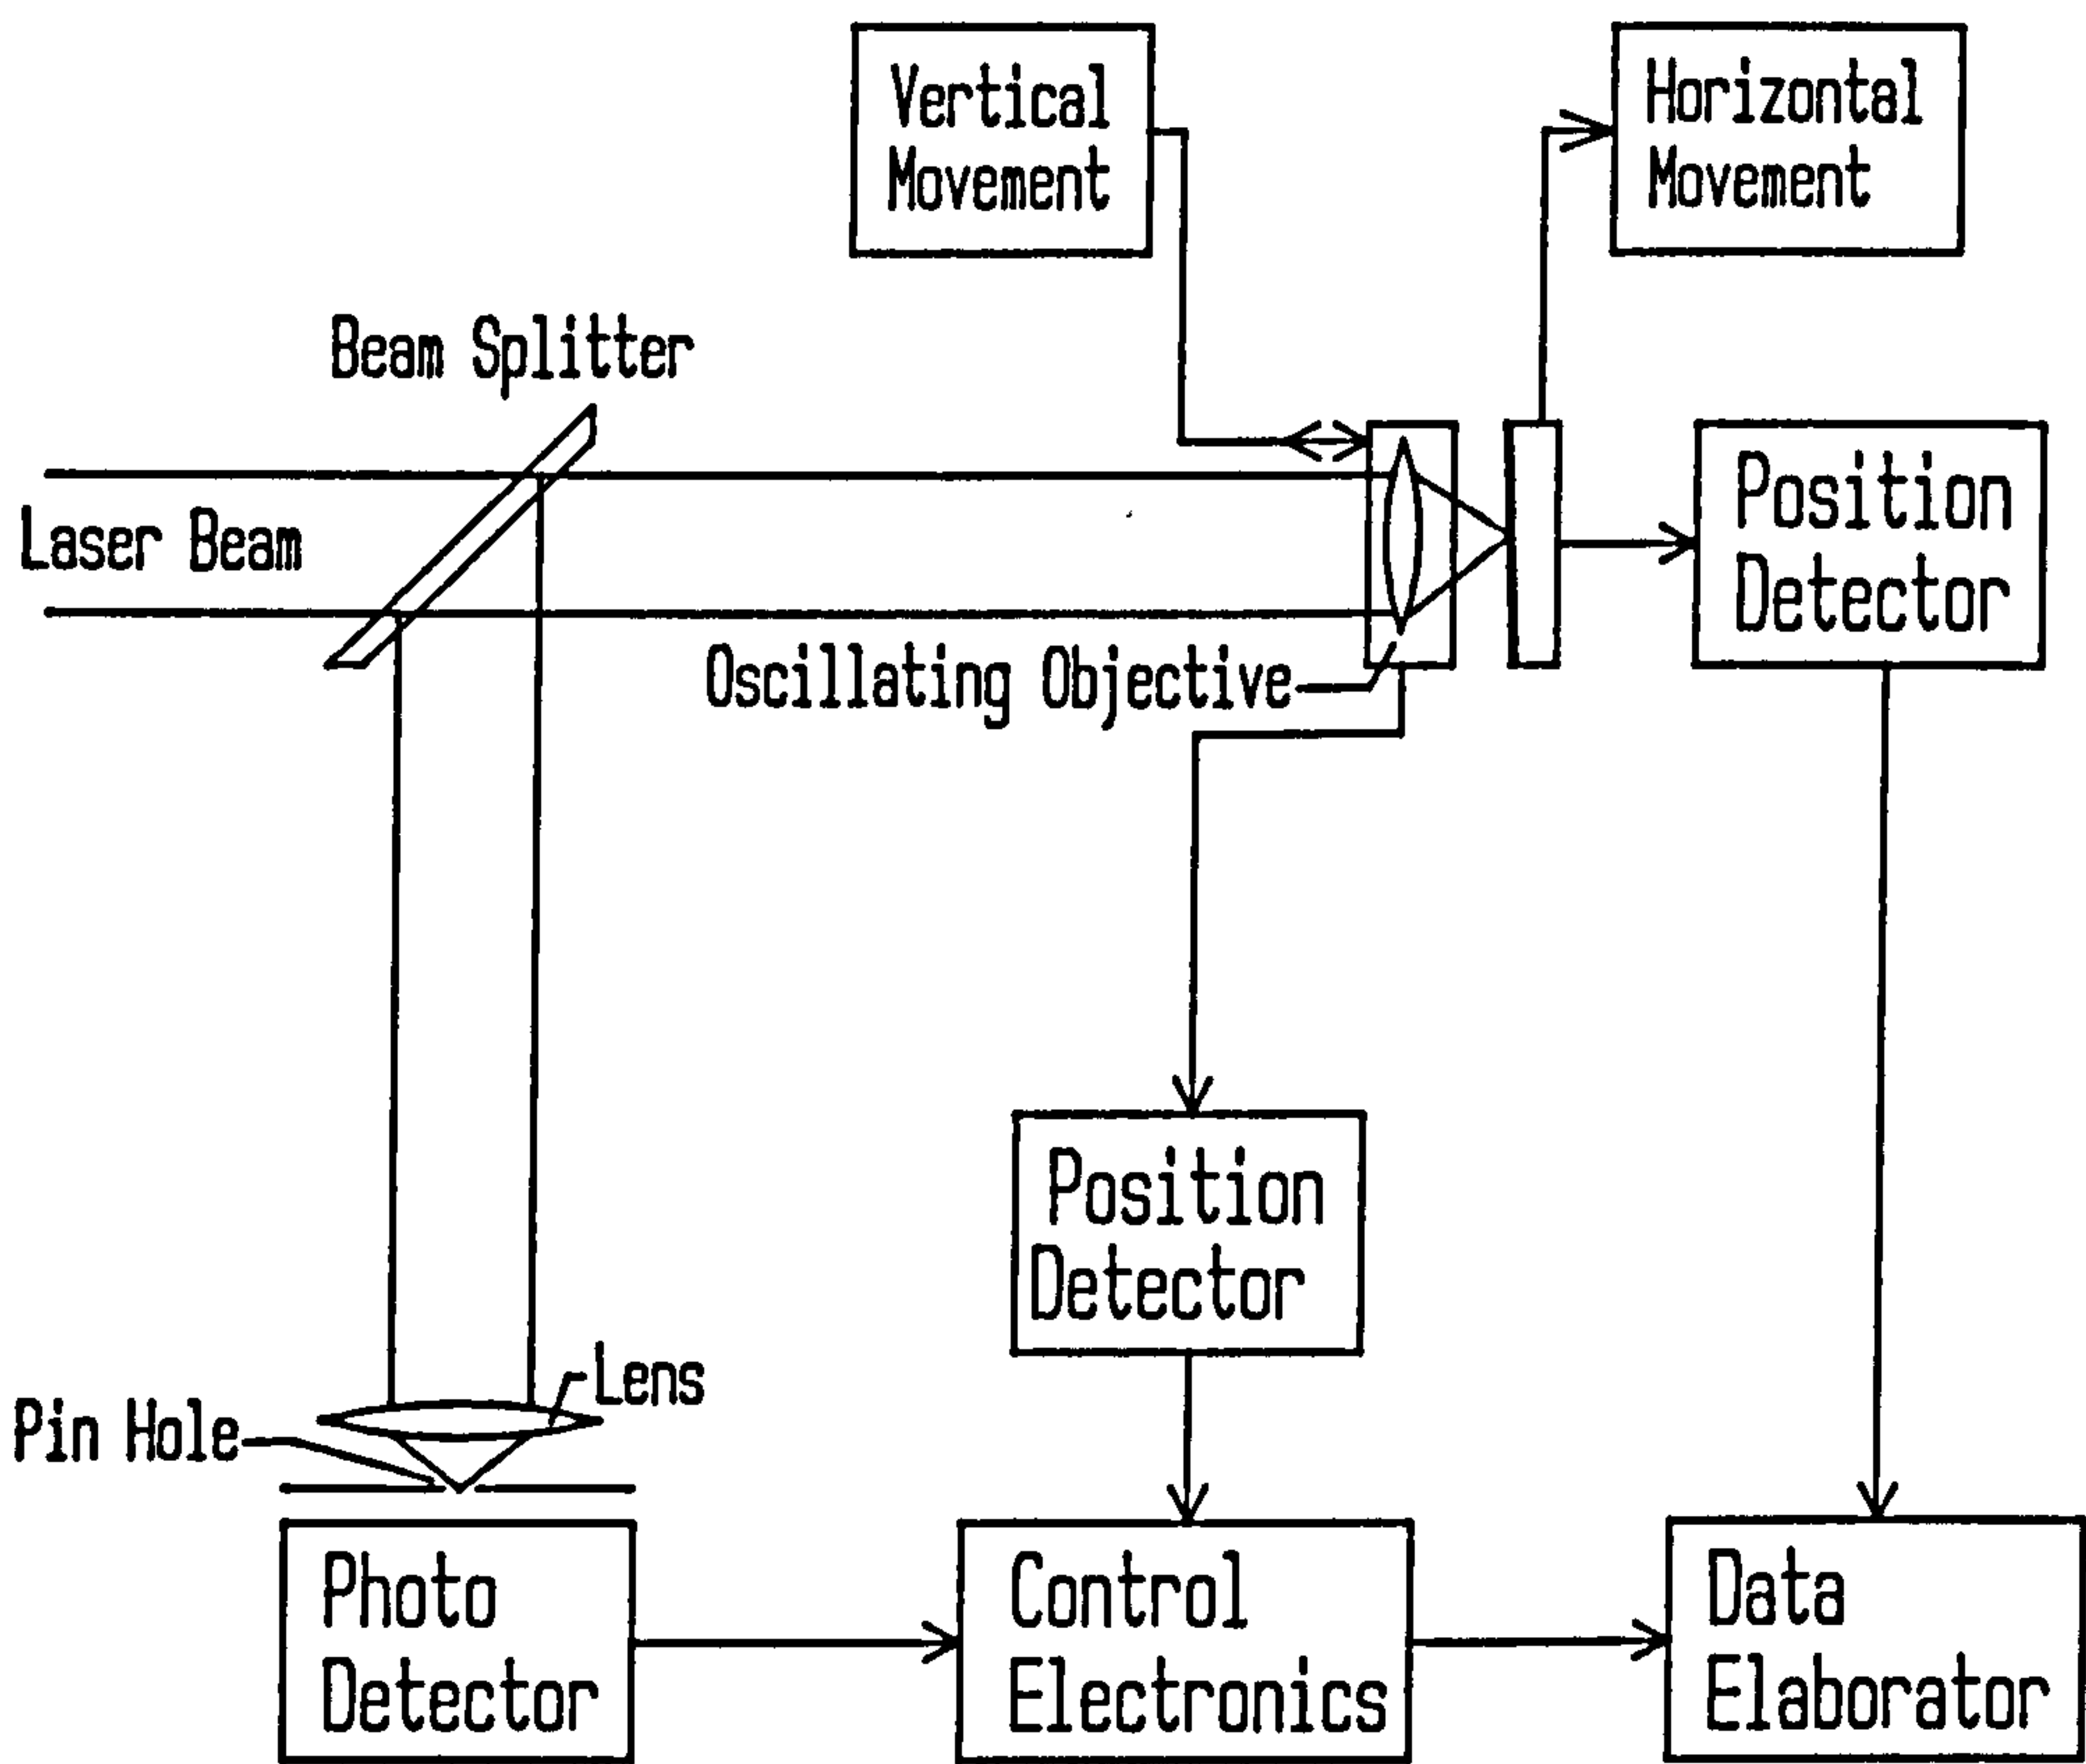 Vertical
Movement
Horizontal
Movement
Beam Splitter
Laser Beam
Position
Detector
Oscillating Objective
Position
Detector
Lens
Pin Hole
Photo
Detector
Control
Electronics
Data
Elaborator